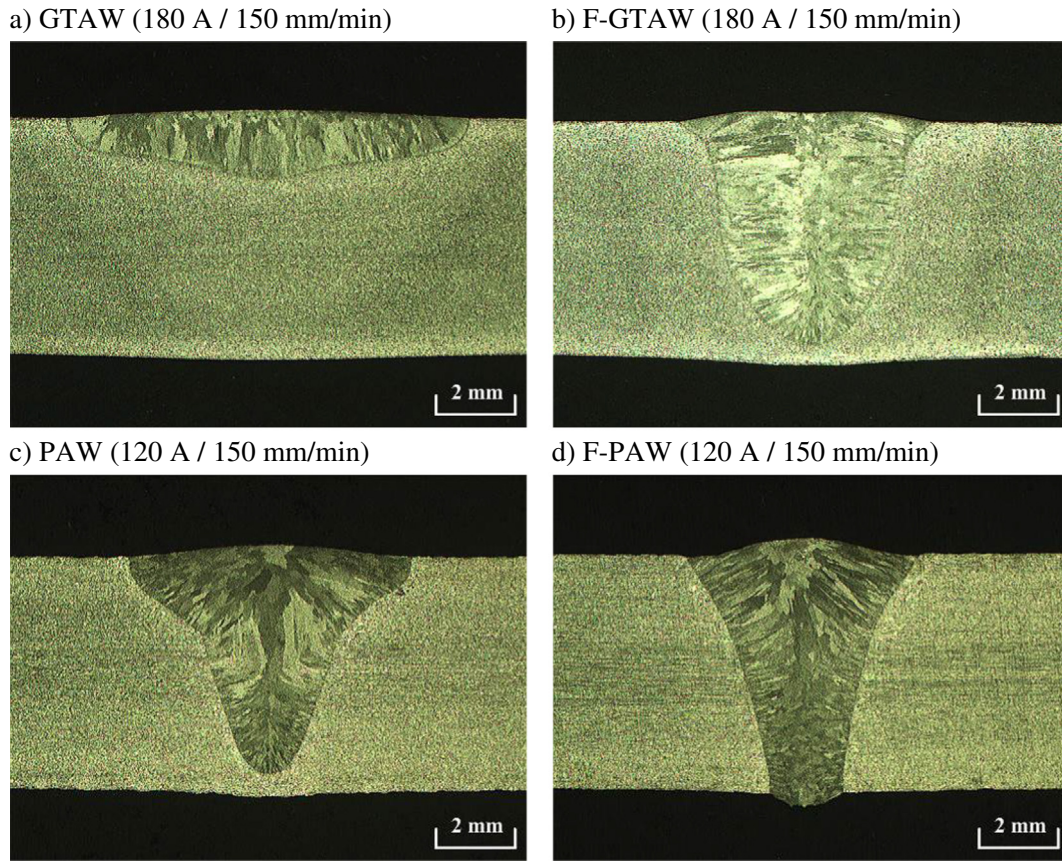 a) GTAW (180 A / 150 mm/min)
b) F-GTAW (180 A / 150 mm/min)
2 mm
2 mm
c) PAW (120 A / 150 mm/min)
d) F-PAW (120 A / 150 mm/min)
2 mm
2 mm